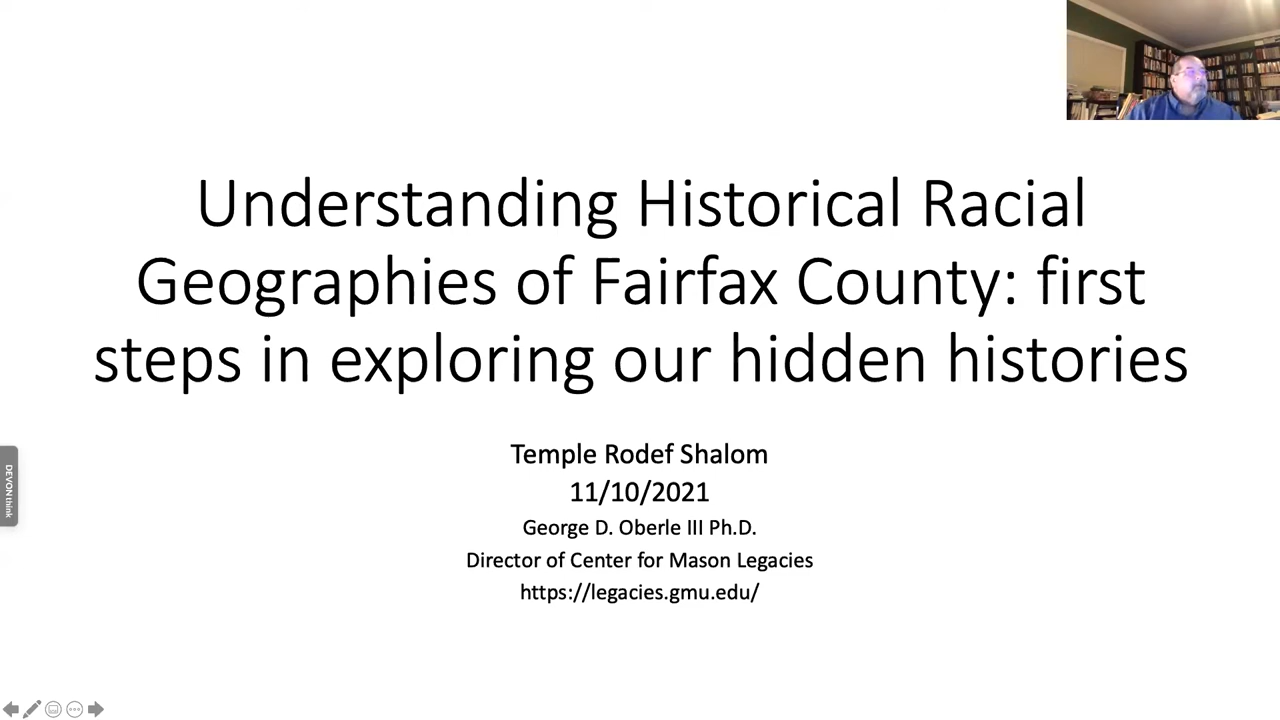 Understanding Historical Racial
Geographies of Fairfax County: first
steps in exploring our hidden histories
Temple Rodef Shalom
11/10/2021
George D. Oberle III Ph.D.
Director of Center for Mason Legacies
https://legacies.gmu.edu/
DEVONthink